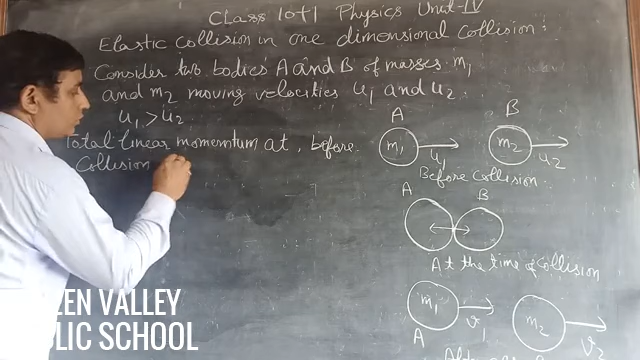 Class 10+1 Physics Unit-IV
Elastic Collision in one dimensional Collision:
Consider two bodies A and B of masses m1
and m2 moving velocities u1 and u2.
u1 > u2
Total linear momentum at, before
Collision
A
B
m1
u1
m2
u2
Before Collision.
A
B
At the time of Collision
m1
v1
A
m2
v2
EEN VALLEY
LIC SCHOOL